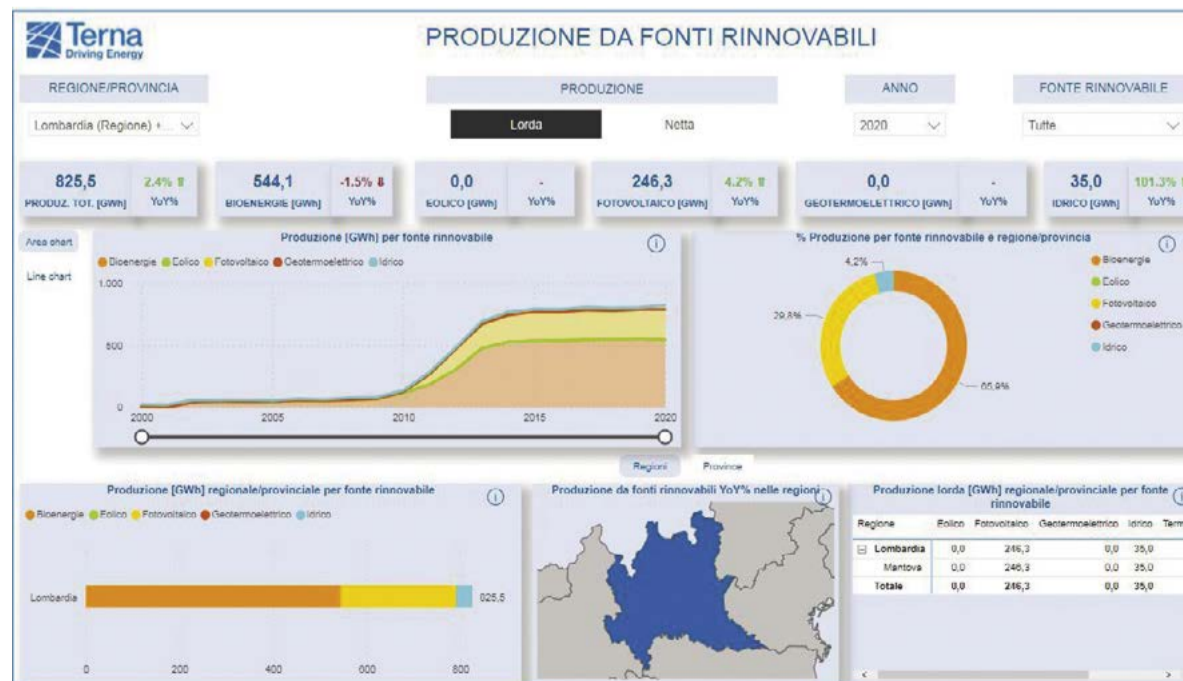 Terna
Driving Energy
PRODUZIONE DA FONTI RINNOVABILI
REGIONE/PROVINCIA
PRODUZIONE
ANNO
FONTE RINNOVABILE
Lombardia (Regione) + ...
Lorda
Netta
2020
Tutte
825,5
2.4%
544,1
-1.5%
0,0
-
246,3
4.2%
0,0
-
35,0
101.3%
PRODUZ. TOT. [GWh]
YoY%
BIOENERGIE [GWh]
YoY%
EOLICO [GWh]
YoY%
FOTOVOLTAICO [GWh]
YoY%
GEOTERMOELETTRICO [GWh]
YoY%
IDRICO [GWh]
YoY%
Area chart
Line chart
Produzione [GWh] per fonte rinnovabile
Bioenergie Eolico Fotovoltaico Geotermoelettrico Idrico
1.000
500
0
2000 2005 2010 2015 2020
% Produzione per fonte rinnovabile e regione/provincia
4,2%
29,8%
65,9%
Bioenergie
Eolico
Fotovoltaico
Geotermoelettrico
Idrico
Regioni
Province
Produzione [GWh] regionale/provinciale per fonte rinnovabile
Bioenergie Eolico Fotovoltaico Geotermoelettrico Idrico
Lombardia
825,5
0 200 400 600 800
Produzione da fonti rinnovabili YoY% nelle regioni
Produzione lorda [GWh] regionale/provinciale per fonte
rinnovabile
Regione Eolico Fotovoltaico Geotermoelettrico Idrico Term
Lombardia 0,0 246,3 0,0 35,0
Mantova 0,0 246,3 0,0 35,0
Totale 0,0 246,3 0,0 35,0